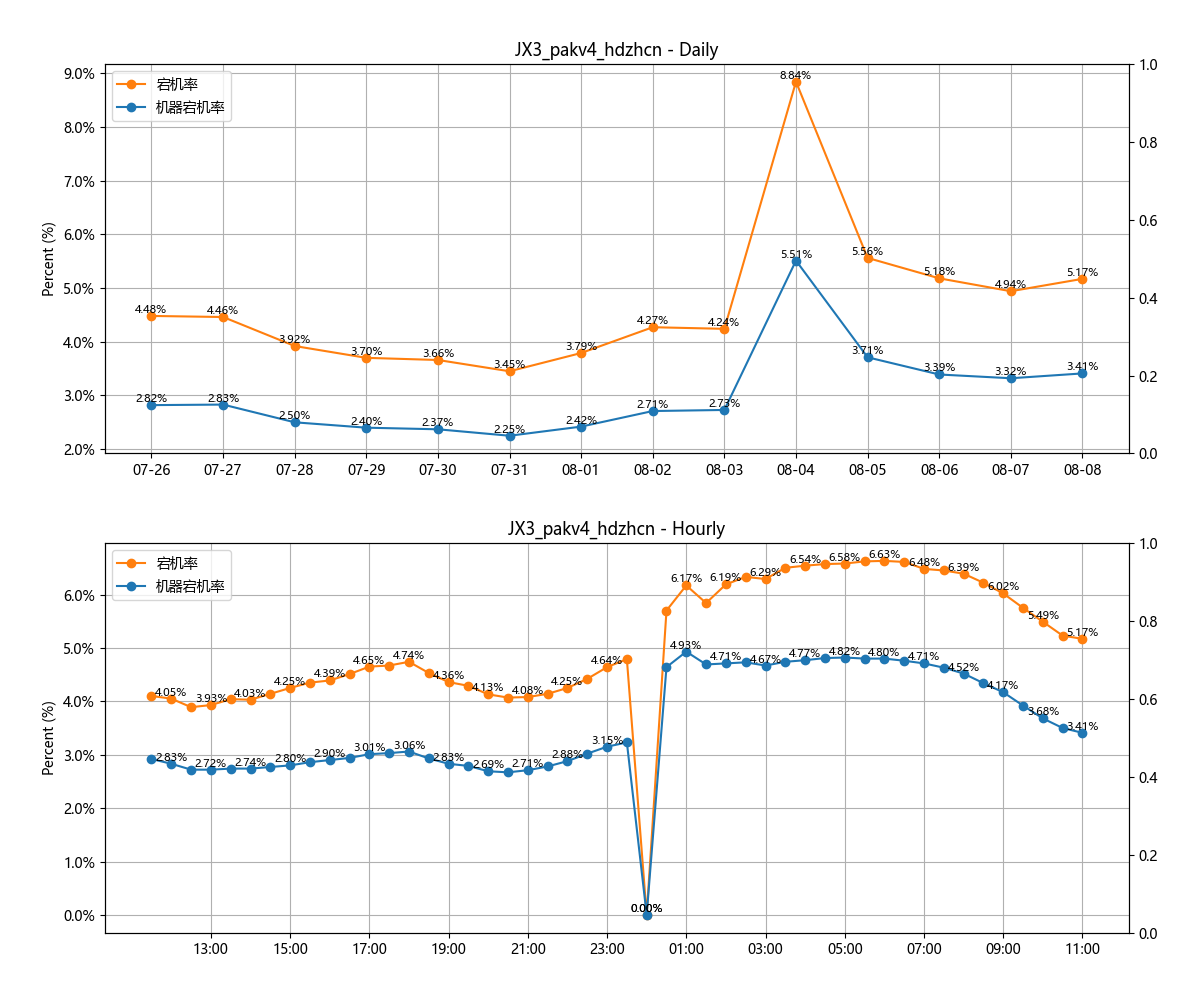 JX3_pakv4_hdzhcn - Daily
宕机率
机器宕机率
Percent (%)
9.0%
8.0%
7.0%
6.0%
5.0%
4.0%
3.0%
2.0%
1.0
0.8
0.6
0.4
0.2
0.0
4.48% 4.46% 3.92% 3.70% 3.66% 3.45% 3.79% 4.27% 4.24% 8.84% 5.56% 5.18% 4.94% 5.17%
2.82% 2.83% 2.50% 2.40% 2.37% 2.25% 2.42% 2.71% 2.73% 5.51% 3.71% 3.39% 3.32% 3.41%
07-26 07-27 07-28 07-29 07-30 07-31 08-01 08-02 08-03 08-04 08-05 08-06 08-07 08-08
JX3_pakv4_hdzhcn - Hourly
宕机率
机器宕机率
Percent (%)
6.0%
5.0%
4.0%
3.0%
2.0%
1.0%
0.0%
1.0
0.8
0.6
0.4
0.2
0.0
4.05% 3.93% 4.03% 4.25% 4.39% 4.65% 4.74% 4.36% 4.13% 4.08% 4.25% 4.64% 0.00% 6.17% 6.19% 6.29% 6.54% 6.58% 6.63% 6.48% 6.39% 6.02% 5.49% 5.17%
2.83% 2.72% 2.74% 2.80% 2.90% 3.01% 3.06% 2.83% 2.69% 2.71% 2.88% 3.15% 0.00% 4.93% 4.71% 4.67% 4.77% 4.82% 4.80% 4.71% 4.52% 4.17% 3.68% 3.41%
13:00 15:00 17:00 19:00 21:00 23:00 01:00 03:00 05:00 07:00 09:00 11:00